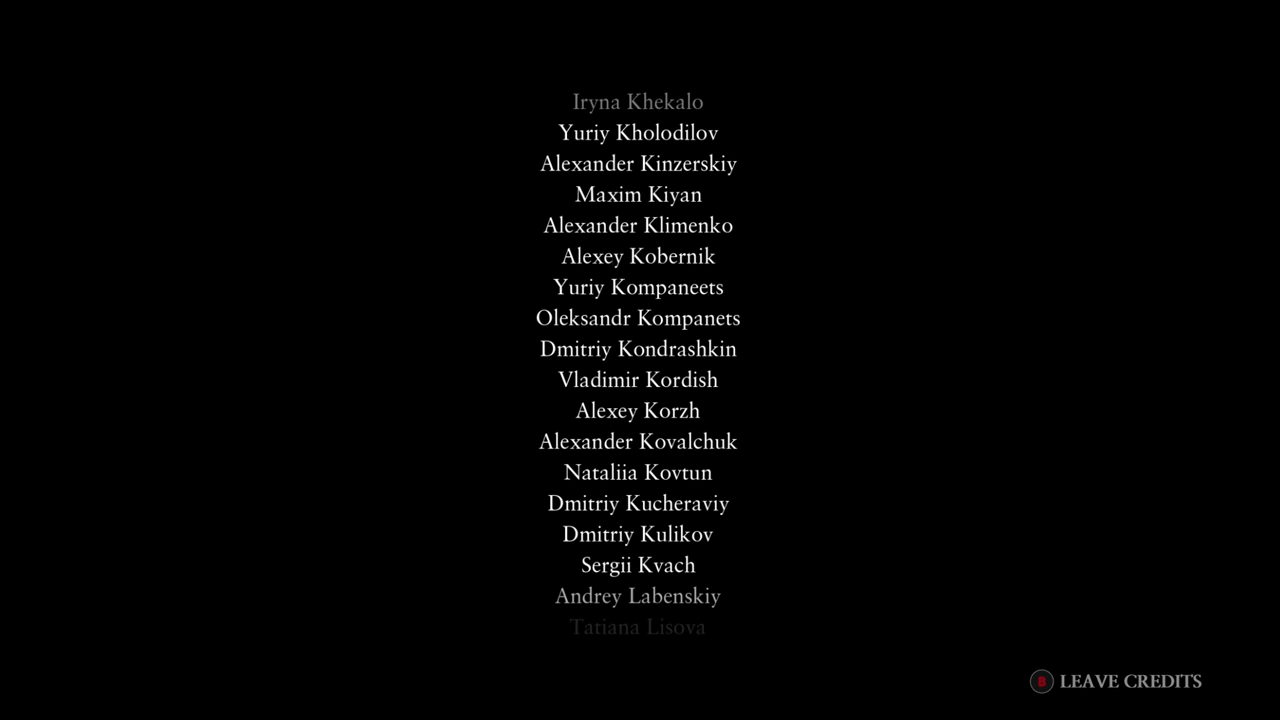 Iryna Khekalo
Yuriy Kholodilov
Alexander Kinzerskiy
Maxim Kiyan
Alexander Klimenko
Alexey Kobernik
Yuriy Kompaneets
Oleksandr Kompanets
Dmitriy Kondrashkin
Vladimir Kordish
Alexey Korzh
Alexander Kovalchuk
Nataliia Kovtun
Dmitriy Kucheraviy
Dmitriy Kulikov
Sergii Kvach
Andrey Labenskiy
Tatiana Lisova
B LEAVE CREDITS